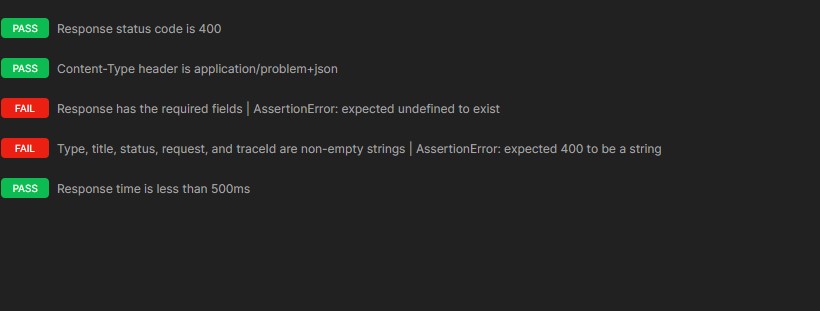 PASS Response status code is 400
PASS Content-Type header is application/problem+json
FAIL Response has the required fields | AssertionError: expected undefined to exist
FAIL Type, title, status, request, and traceId are non-empty strings | AssertionError: expected 400 to be a string
PASS Response time is less than 500ms